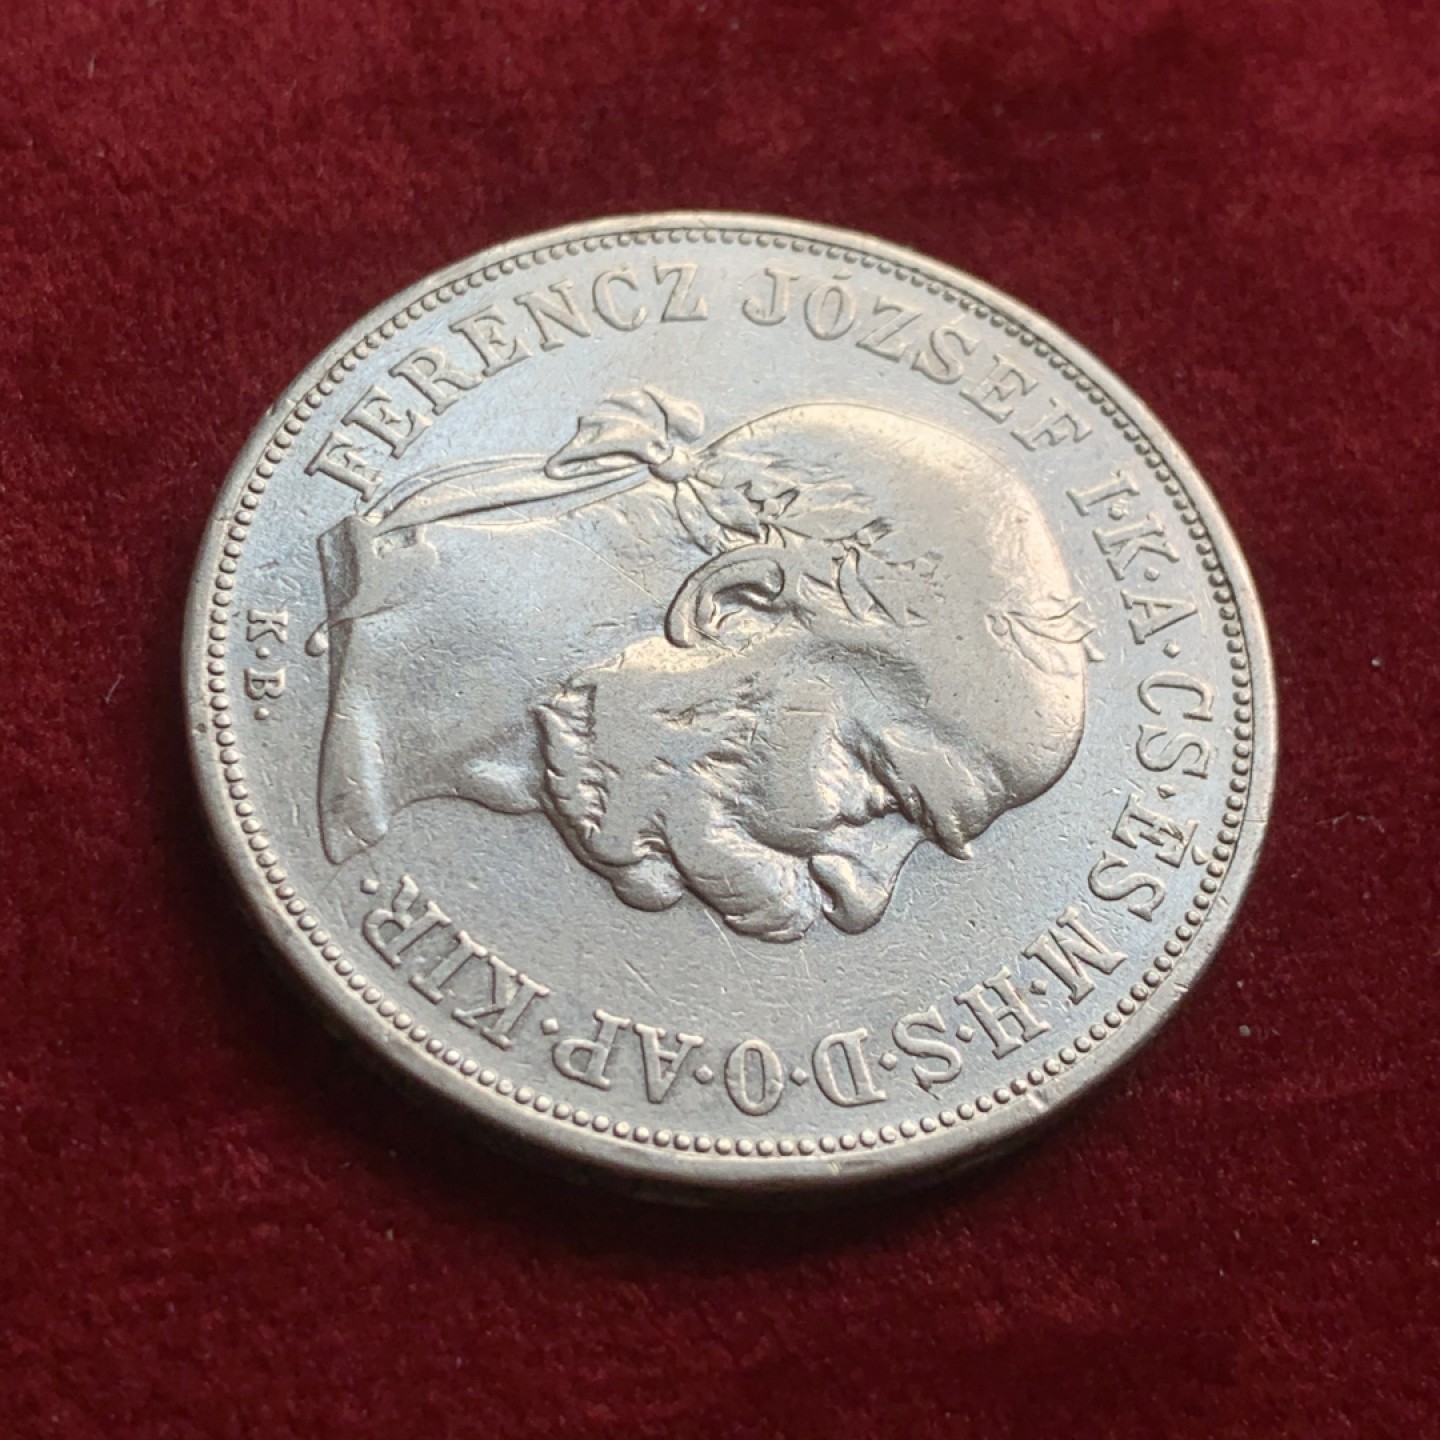 FERENCZ JÓZSEF I·K·A·CS·ÉS M·H·S·D·O·AP·KIR·
K·B·